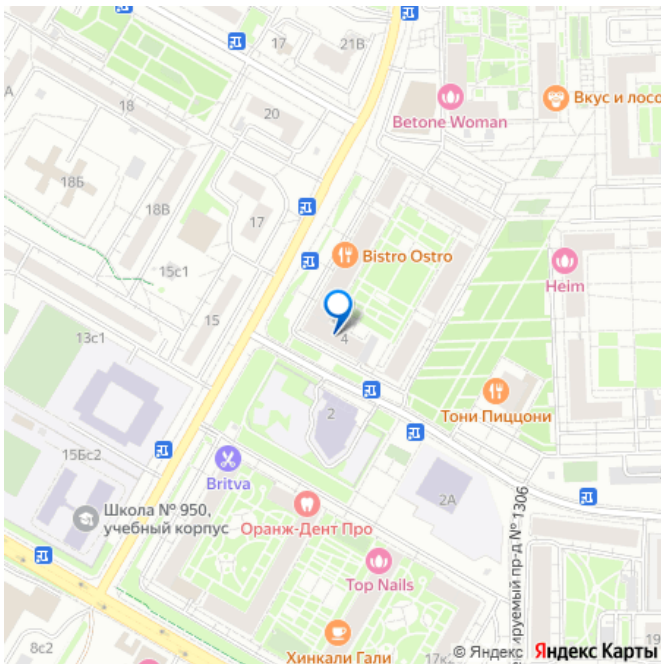 17
21В
Betone Woman
Вкус и лосо
А
18
20
18Б
18В
17
Bistro Ostro
15с1
Heim
15
4
13с1
2
Тони Пиццони
15Бс2
Britva
2А
Школа № 950,
учебный корпус
Оранж-Дент Про
ируемый пр-д № 1306
Top Nails
8с2
Хинкали Гали
17к
19
© Яндекс Яндекс Карты